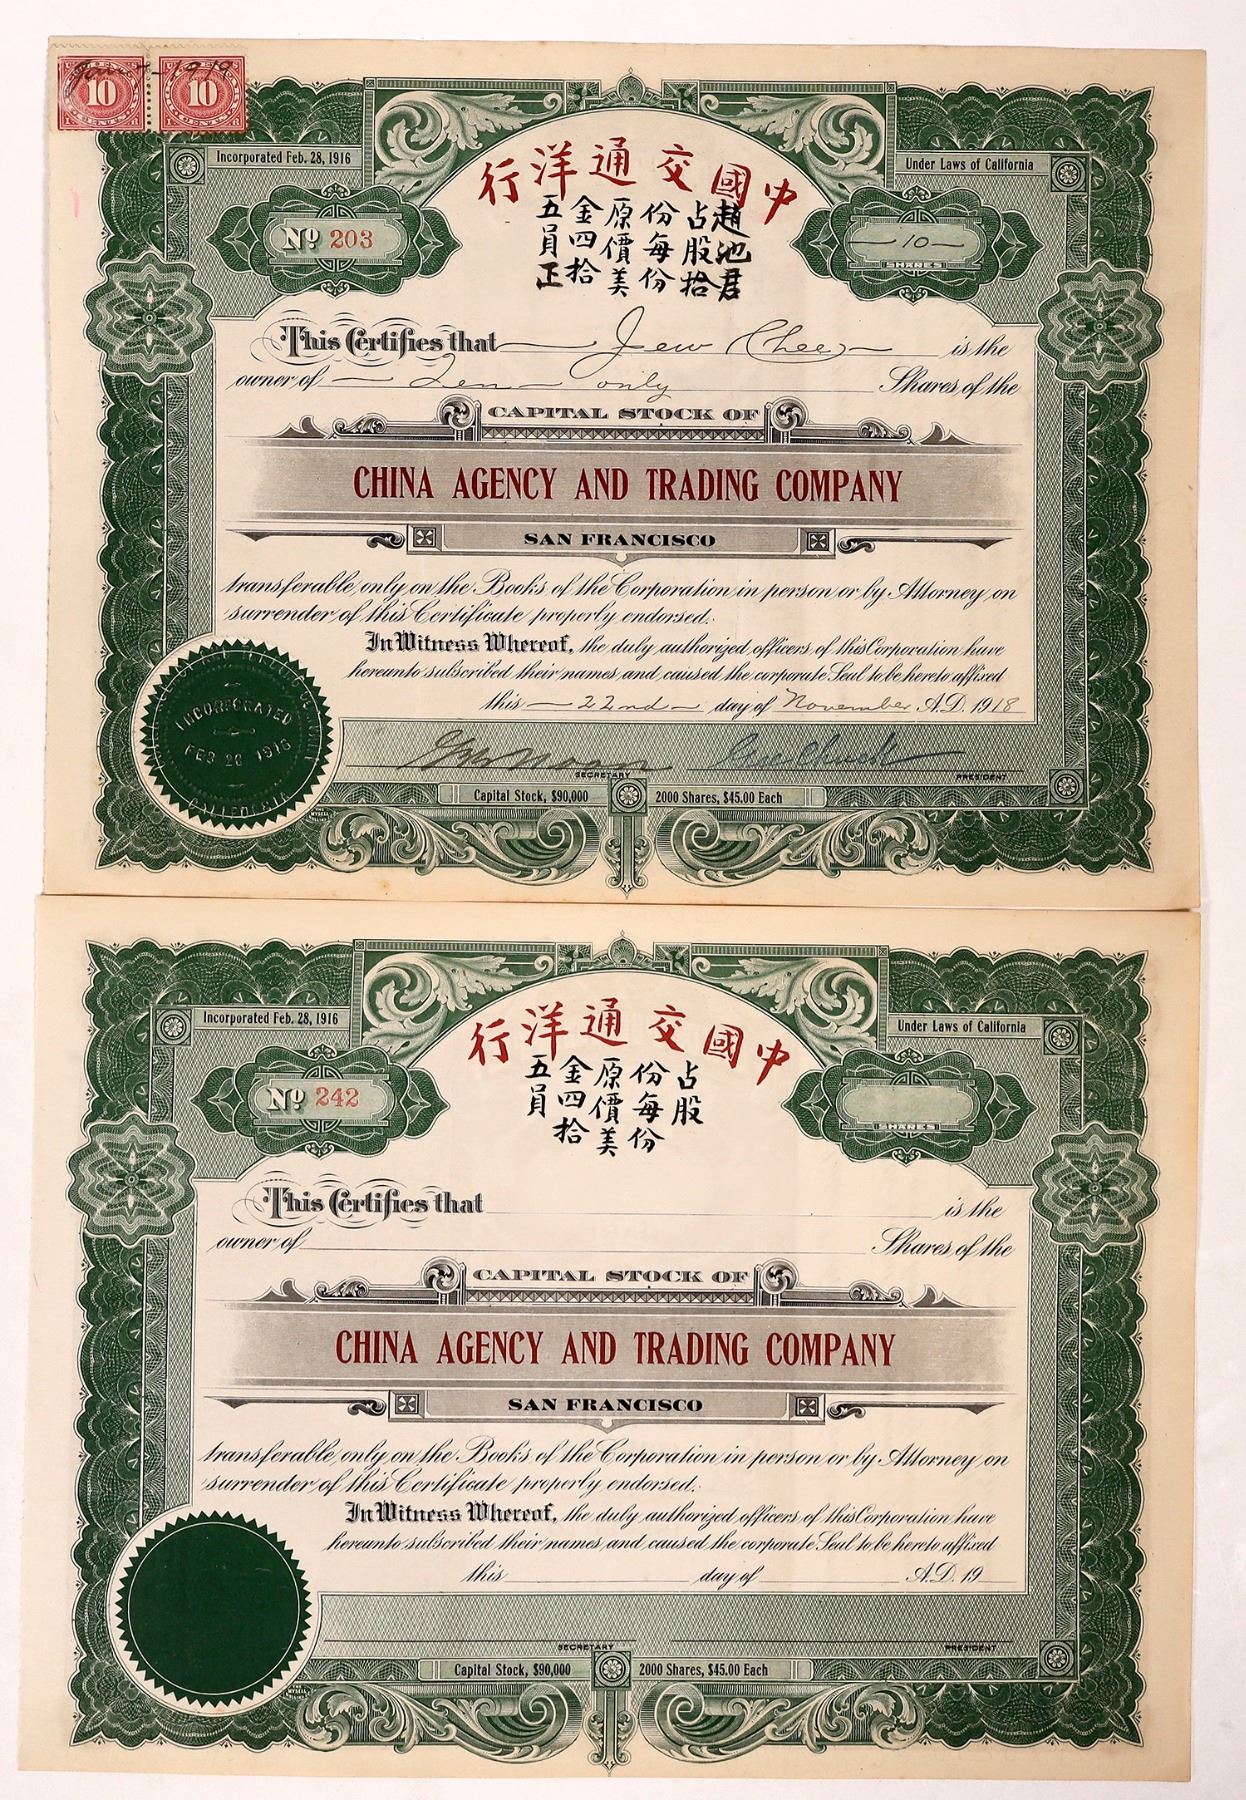 Jan 7 - 1919
10 10
CENTS CENTS
Incorporated Feb. 28, 1916
Under Laws of California
中國交通洋行
No 203
— 10 —
SHARES
趙池君
占股拾
份每份
原價美
金四拾
五員正
This Certifies that — Jew Chee — is the
owner of — Ten — only Shares of the
CAPITAL STOCK OF
CHINA AGENCY AND TRADING COMPANY
SAN FRANCISCO
transferable only on the Books of the Corporation in person or by Attorney on
surrender of this Certificate properly endorsed.
In Witness Whereof, the duly authorized officers of this Corporation have
hereunto subscribed their names and caused the corporate Seal to be hereto affixed
this — 22nd — day of November A.D. 1918
INCORPORATED
FEB 28 1916
CALIFORNIA
SECRETARY
PRESIDENT
Capital Stock, $90,000
2000 Shares, $45.00 Each
Incorporated Feb. 28, 1916
Under Laws of California
中國交通洋行
No 242
SHARES
占股
份每份
原價美
金四拾
五員
This Certifies that is the
owner of Shares of the
CAPITAL STOCK OF
CHINA AGENCY AND TRADING COMPANY
SAN FRANCISCO
transferable only on the Books of the Corporation in person or by Attorney on
surrender of this Certificate properly endorsed.
In Witness Whereof, the duly authorized officers of this Corporation have
hereunto subscribed their names and caused the corporate Seal to be hereto affixed
this day of A.D. 19
SECRETARY
PRESIDENT
Capital Stock, $90,000
2000 Shares, $45.00 Each